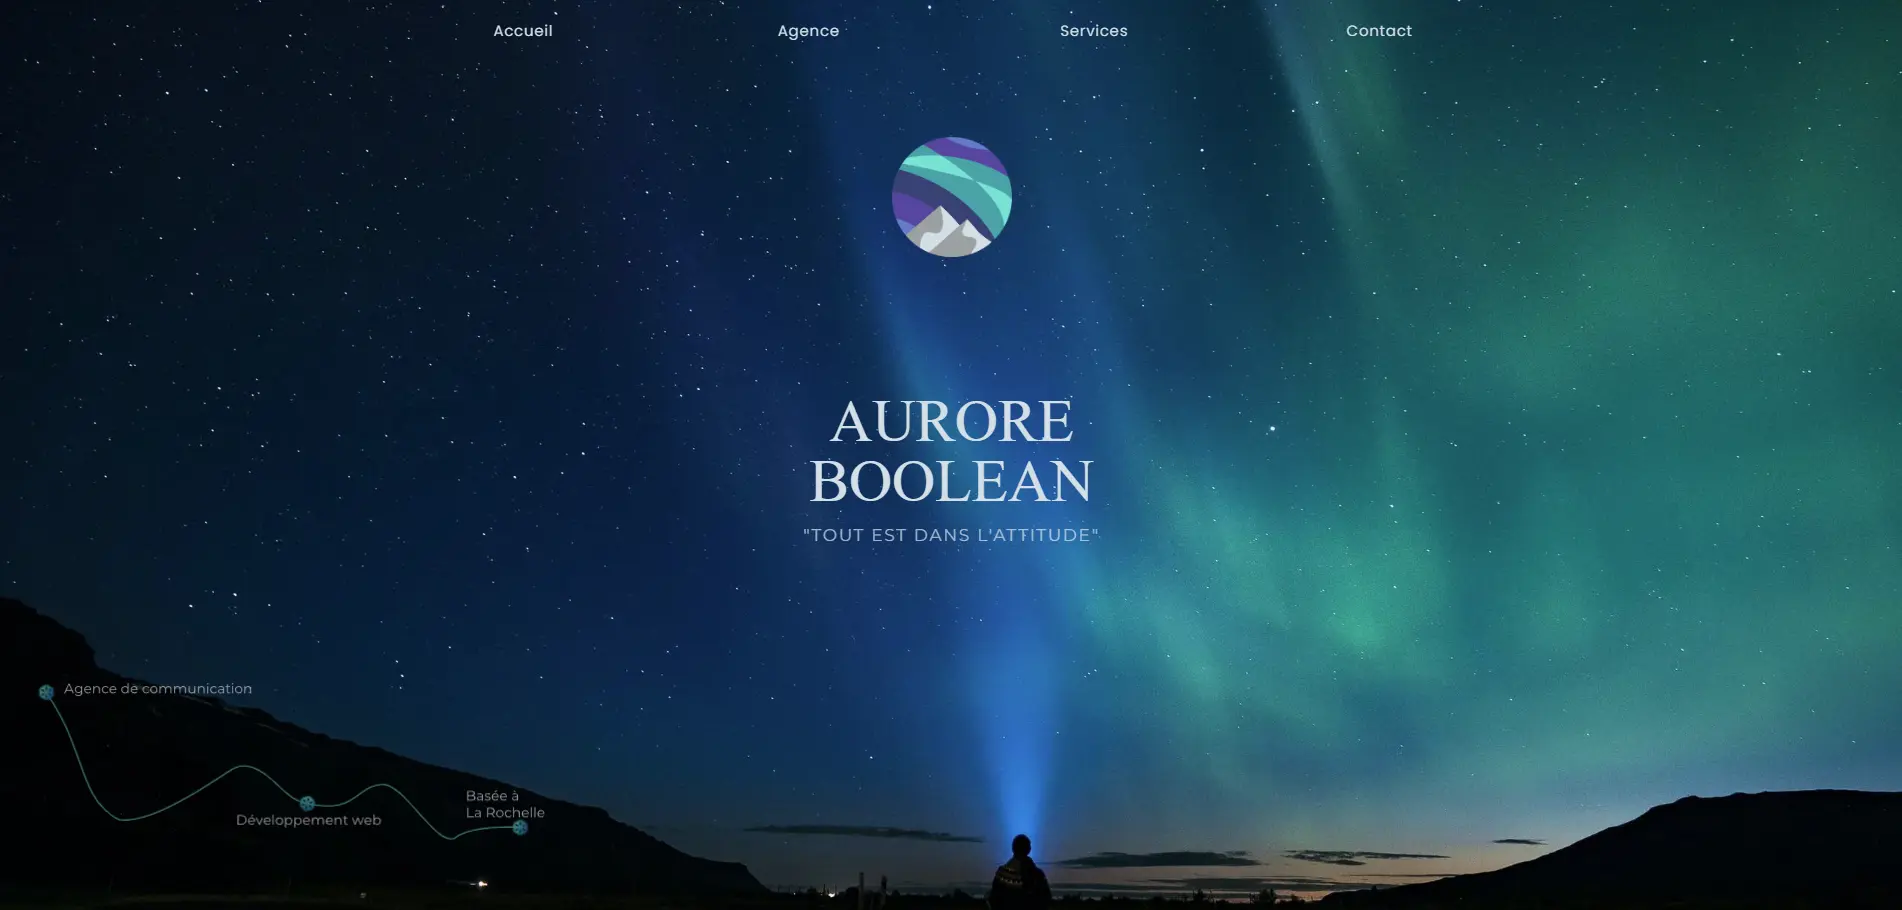 Accueil
Agence
Services
Contact
AURORE
BOOLEAN
"TOUT EST DANS L'ATTITUDE"
Agence de communication
Développement web
Basée à
La Rochelle